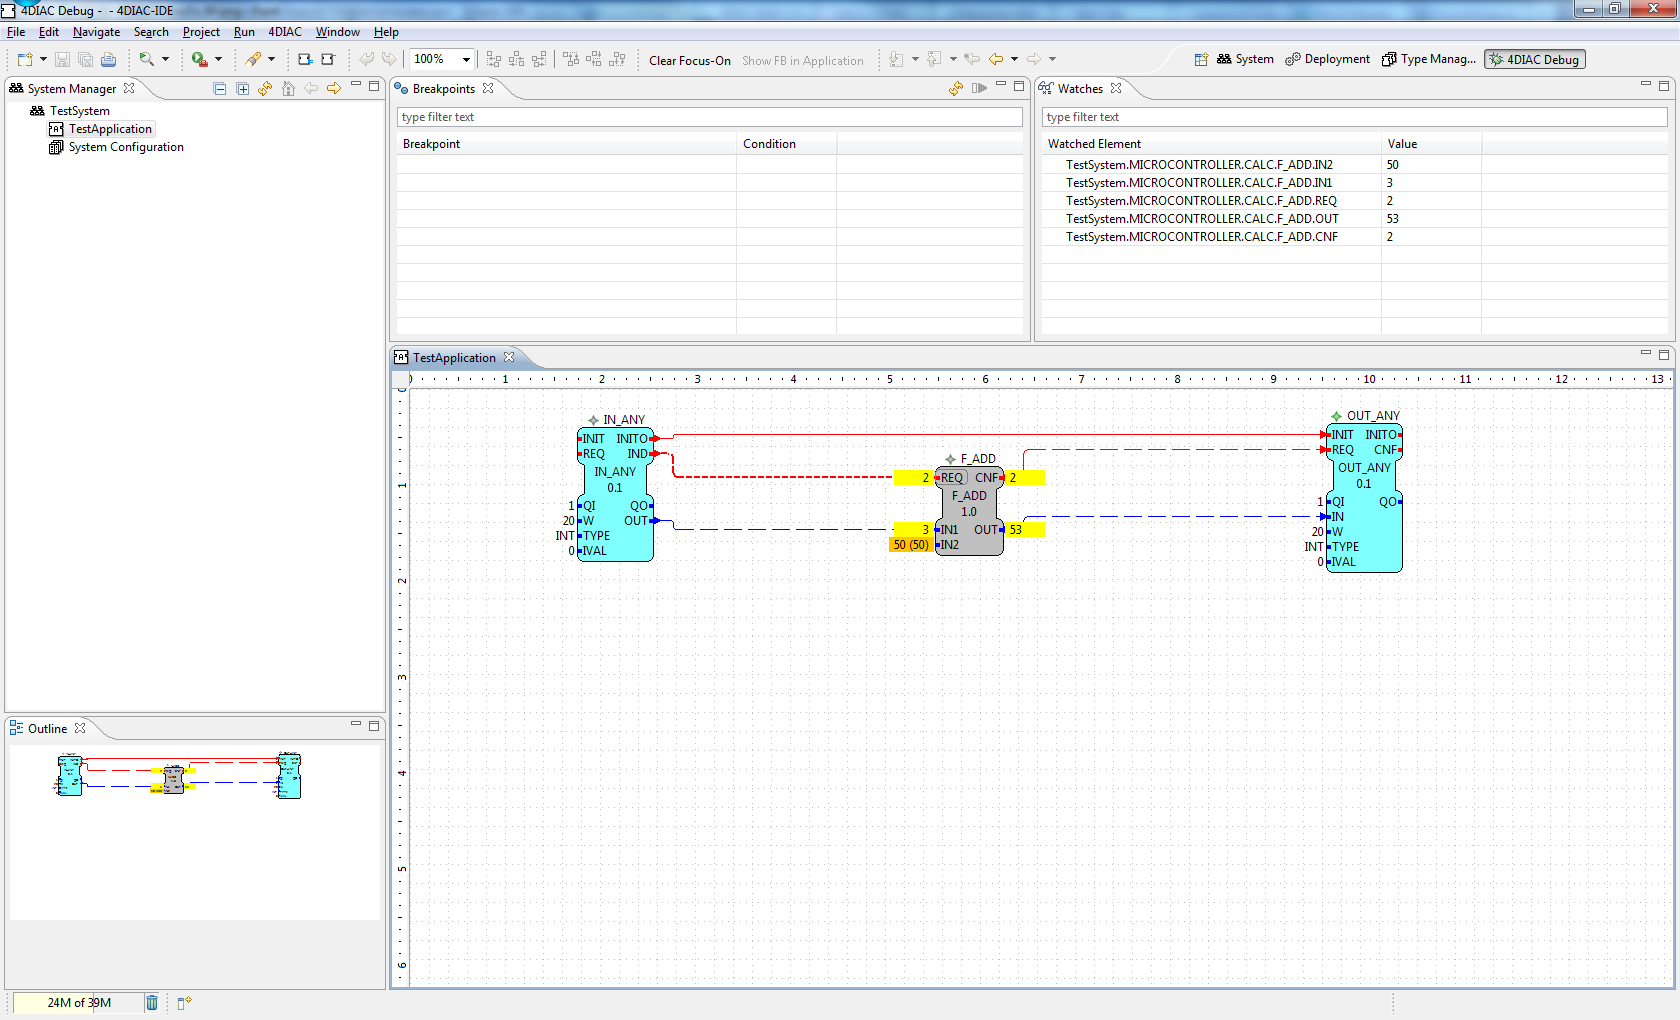 4DIAC Debug - - 4DIAC-IDE
File Edit Navigate Search Project Run 4DIAC Window Help
100% Clear Focus-On Show FB in Application System Deployment Type Manag... 4DIAC Debug
System Manager
TestSystem
TestApplication
System Configuration
Breakpoints
type filter text
Breakpoint Condition
Watches
type filter text
Watched Element Value
TestSystem.MICROCONTROLLER.CALC.F_ADD.IN2 50
TestSystem.MICROCONTROLLER.CALC.F_ADD.IN1 3
TestSystem.MICROCONTROLLER.CALC.F_ADD.REQ 2
TestSystem.MICROCONTROLLER.CALC.F_ADD.OUT 53
TestSystem.MICROCONTROLLER.CALC.F_ADD.CNF 2
TestApplication
0 1 2 3 4 5 6 7 8 9 10 11 12 13
0
1
2
3
4
5
6
IN_ANY
INIT INITO
REQ IND
IN_ANY
0.1
1 QI QO
20 W OUT
INT TYPE
0 IVAL
F_ADD
2 REQ CNF 2
F_ADD
1.0
3 IN1 OUT 53
50 (50) IN2
OUT_ANY
INIT INITO
REQ CNF
OUT_ANY
0.1
1 QI QO
IN
20 W
INT TYPE
0 IVAL
Outline
24M of 39M